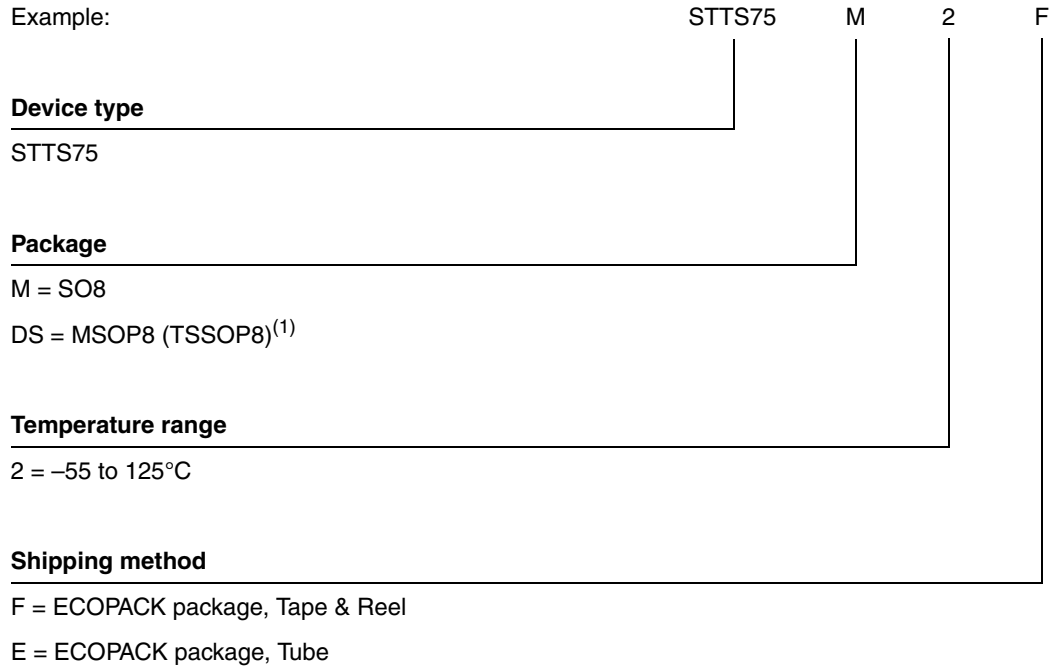 Example: STTS75 M 2 F
Device type
STTS75
Package
M = SO8
DS = MSOP8 (TSSOP8)(1)
Temperature range
2 = –55 to 125°C
Shipping method
F = ECOPACK package, Tape & Reel
E = ECOPACK package, Tube